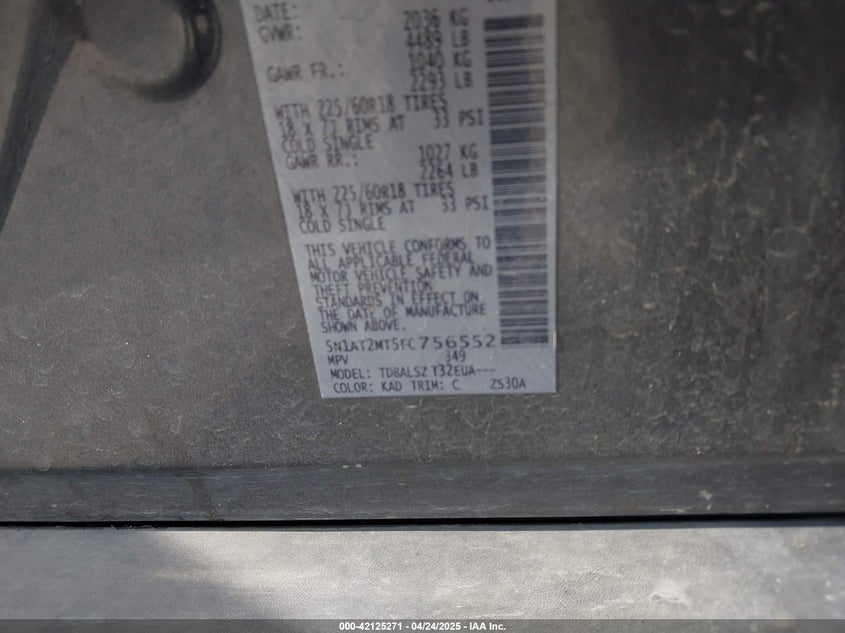 DATE:
GVWR: 2036 KG
4489 LB
GAWR FR.: 1040 KG
2293 LB
WITH 225/60R18 TIRES
18 X 7J RIMS AT 33 PSI
COLD SINGLE
GAWR RR.: 1027 KG
2264 LB
WITH 225/60R18 TIRES
18 X 7J RIMS AT 33 PSI
COLD SINGLE
THIS VEHICLE CONFORMS TO
ALL APPLICABLE FEDERAL
MOTOR VEHICLE SAFETY AND
THEFT PREVENTION
STANDARDS IN EFFECT ON
THE DATE OF MANUFACTURE
SHOWN ABOVE.
5N1AT2MT5FC756552
MPV 349
MODEL: TDBALSZ T32EUA---
COLOR: KAD TRIM: C 2S30A
000-42125271 - 04/24/2025 - IAA Inc.